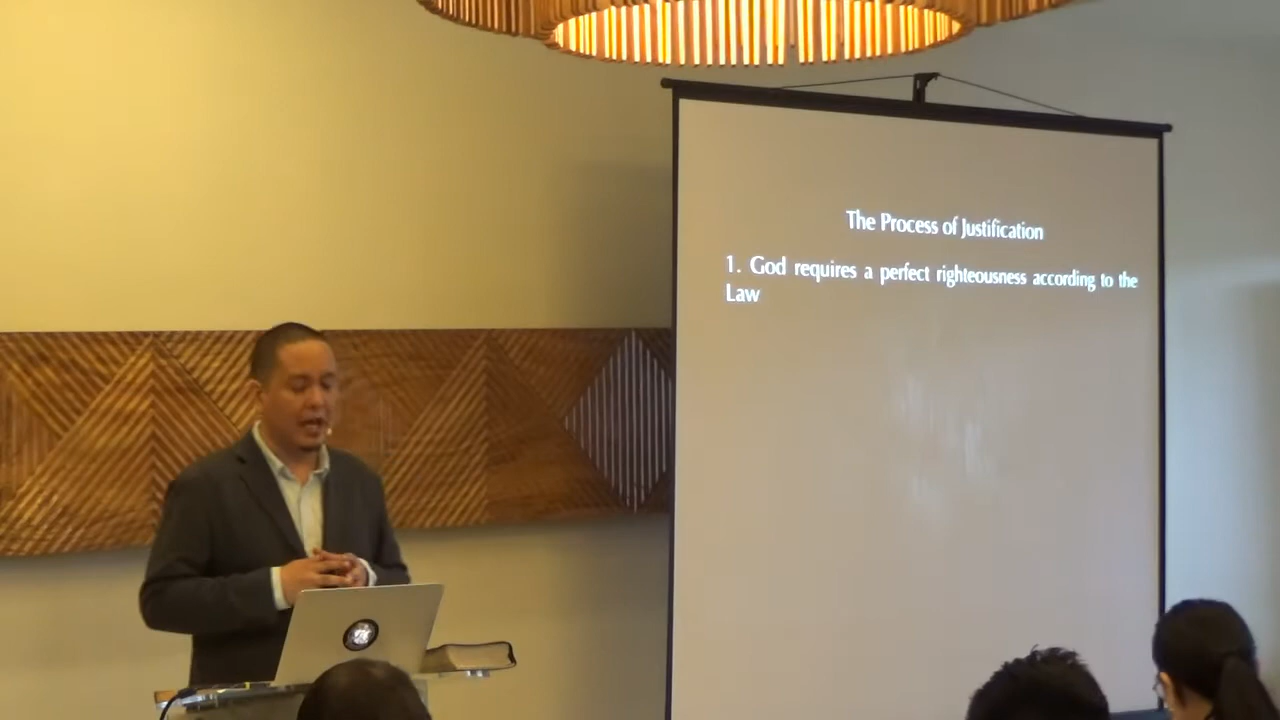 The Process of Justification
1. God requires a perfect righteousness according to the
Law